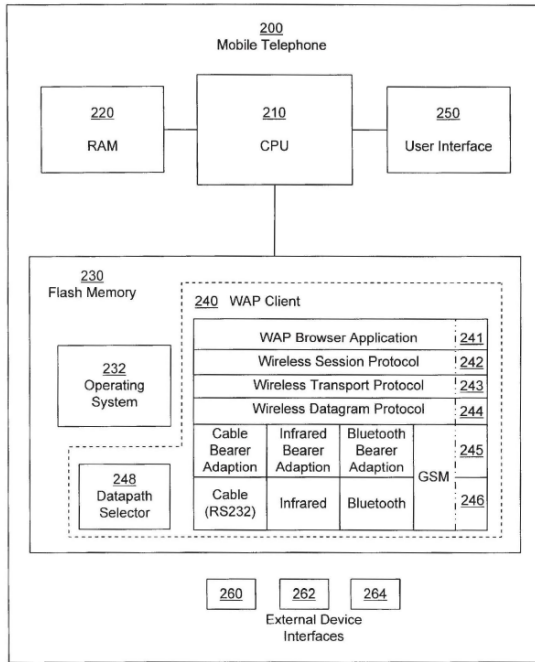 200
Mobile Telephone
220
RAM
210
CPU
250
User Interface
230
Flash Memory
240 WAP Client
WAP Browser Application 241
Wireless Session Protocol 242
Wireless Transport Protocol 243
Wireless Datagram Protocol 244
232
Operating
System
Cable
Bearer
Adaption
Infrared
Bearer
Adaption
Bluetooth
Bearer
Adaption
GSM
245
248
Datapath
Selector
Cable
(RS232)
Infrared
Bluetooth
246
260
262
264
External Device
Interfaces